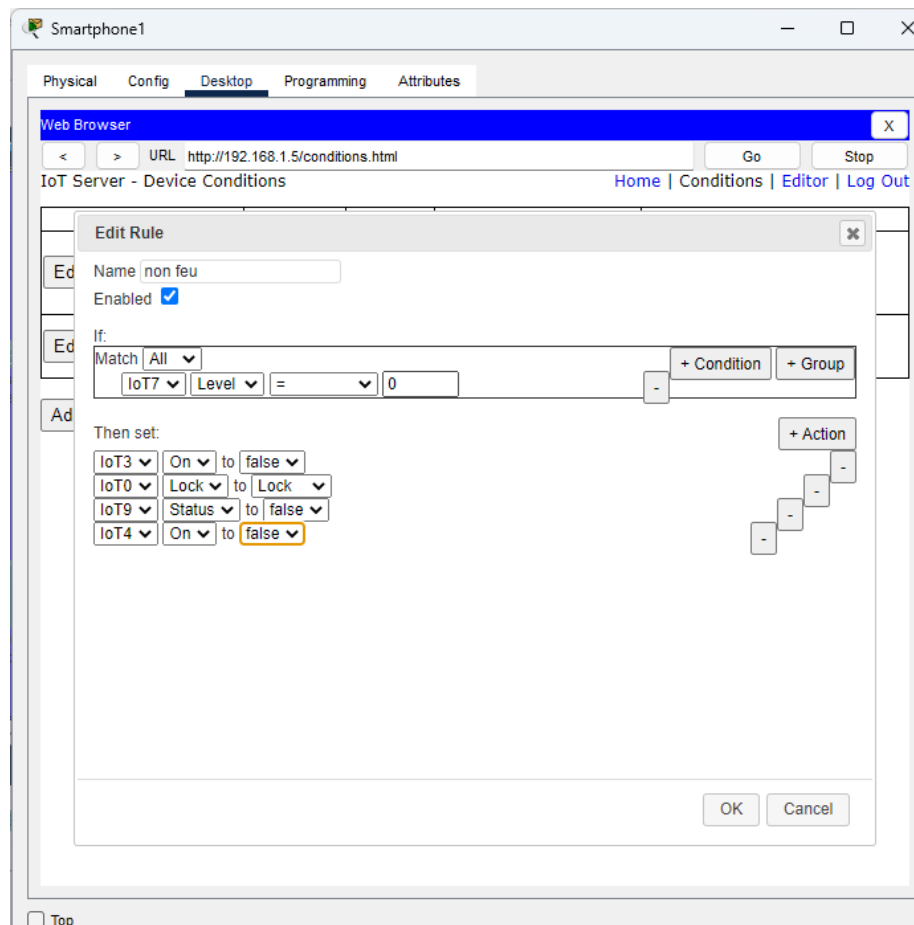 Smartphone1
Physical Config Desktop Programming Attributes
Web Browser X
< > URL http://192.168.1.5/conditions.html Go Stop
IoT Server - Device Conditions Home | Conditions | Editor | Log Out
Edit Rule
Ed
Name non feu
Enabled
Ed
If:
Match All + Condition + Group
IoT7 Level = 0 -
Ad
Then set: + Action
IoT3 On to false -
IoT0 Lock to Lock -
IoT9 Status to false -
IoT4 On to false -
OK Cancel
Top